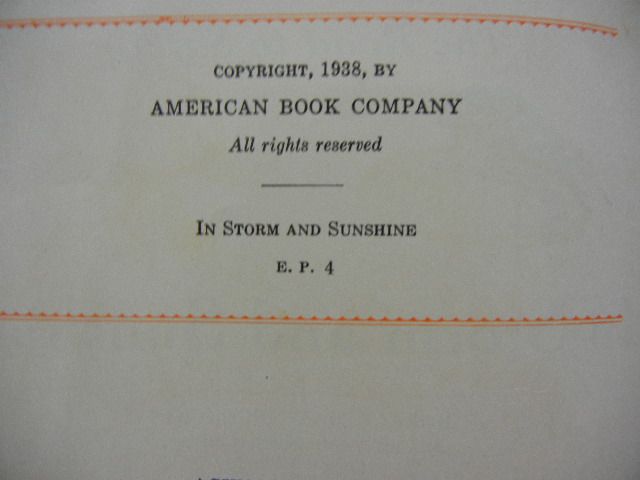 COPYRIGHT, 1938, BY
AMERICAN BOOK COMPANY
All rights reserved
IN STORM AND SUNSHINE
E. P. 4